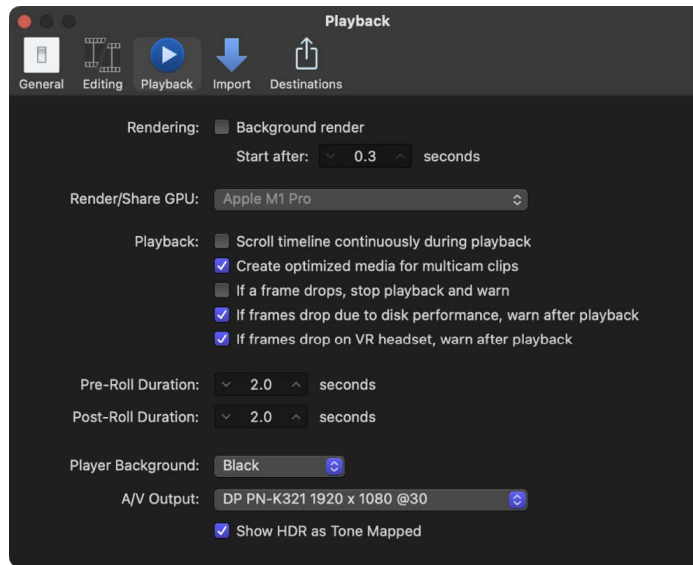 Playback
General Editing Playback Import Destinations
Rendering: Background render
Start after: 0.3 seconds
Render/Share GPU: Apple M1 Pro
Playback: Scroll timeline continuously during playback
Create optimized media for multicam clips
If a frame drops, stop playback and warn
If frames drop due to disk performance, warn after playback
If frames drop on VR headset, warn after playback
Pre-Roll Duration: 2.0 seconds
Post-Roll Duration: 2.0 seconds
Player Background: Black
A/V Output: DP PN-K321 1920 x 1080 @30
Show HDR as Tone Mapped